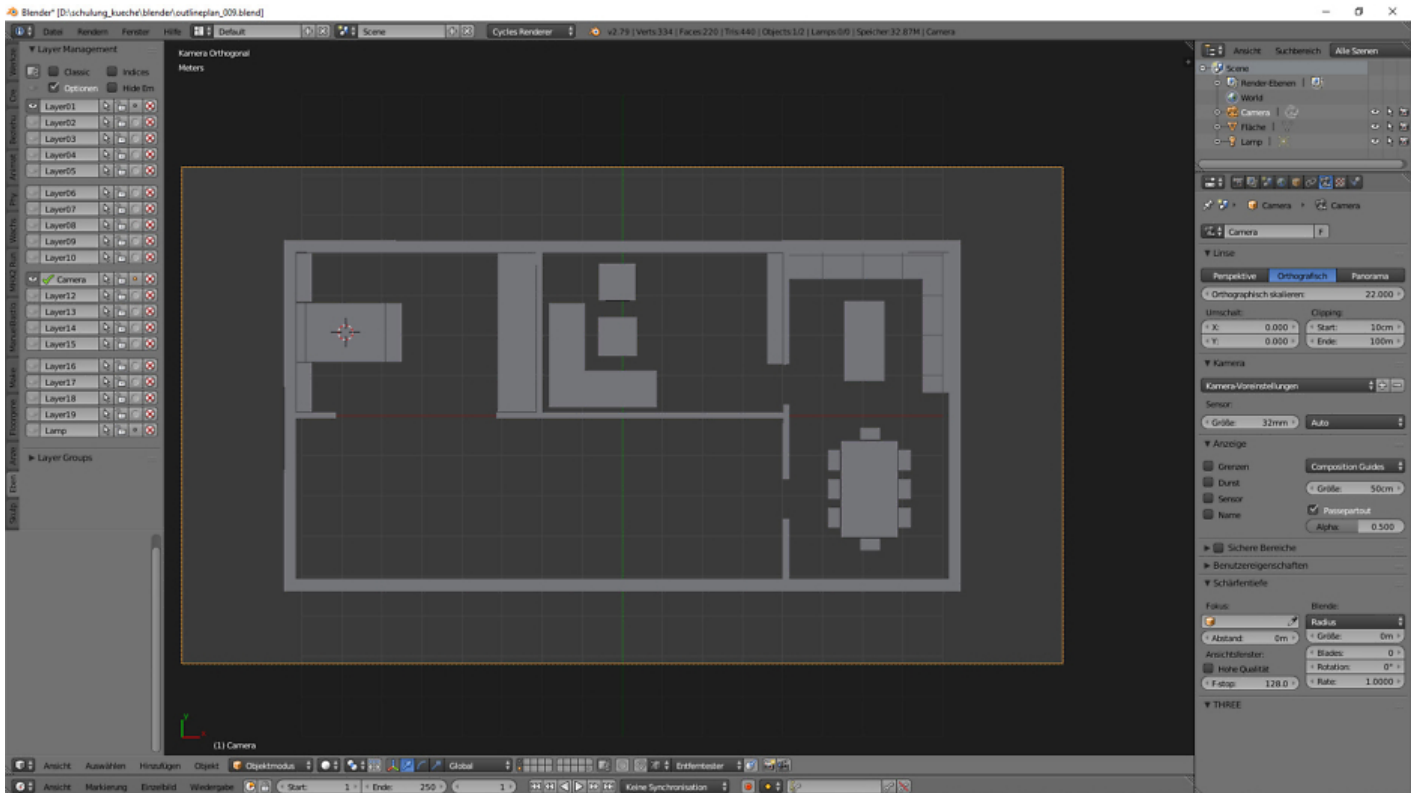 Blender* [D:\schulung_kueche\blender\outlineplan_009.blend]
Datei Rendern Fenster Hilfe Default Scene Cycles Renderer v2.79 | Verts:334 | Faces:220 | Tris:440 | Objects:1/2 | Lamps:0/0 | Speicher:32.87M | Camera
Layer Management
Classic Indices
Optionen Hide Em
Layer01
Layer02
Layer03
Layer04
Layer05
Layer06
Layer07
Layer08
Layer09
Layer10
Camera
Layer12
Layer13
Layer14
Layer15
Layer16
Layer17
Layer18
Layer19
Lamp
Layer Groups
Kamera Orthogonal
Meters
(1) Camera
Ansicht Suchbereich Alle Szenen
Scene
Render-Ebenen
World
Camera
Fläche
Lamp
Camera Camera
Camera F
Linse
Perspektive Orthografisch Panorama
Orthographisch skalieren: 22.000
Umschalt: Clipping:
X: 0.000 Start: 10cm
Y: 0.000 Ende: 100m
Kamera
Kamera-Voreinstellungen
Sensor:
Größe: 32mm Auto
Anzeige
Grenzen Composition Guides
Dunst Größe: 50cm
Sensor Passepartout
Name Alpha: 0.500
Sichere Bereiche
Benutzereigenschaften
Schärfentiefe
Fokus: Blende:
Radius
Abstand: 0m Größe: 0m
Ansichtsfenster: Blades: 0
Hohe Qualität Rotation: 0°
F-stop: 128.0 Rate: 1.0000
THREE
Ansicht Auswählen Hinzufügen Objekt Objektmodus Global Entferntester
Ansicht Markierung Einzelbild Wiedergabe Start: 1 Ende: 250 1 Keine Synchronisation